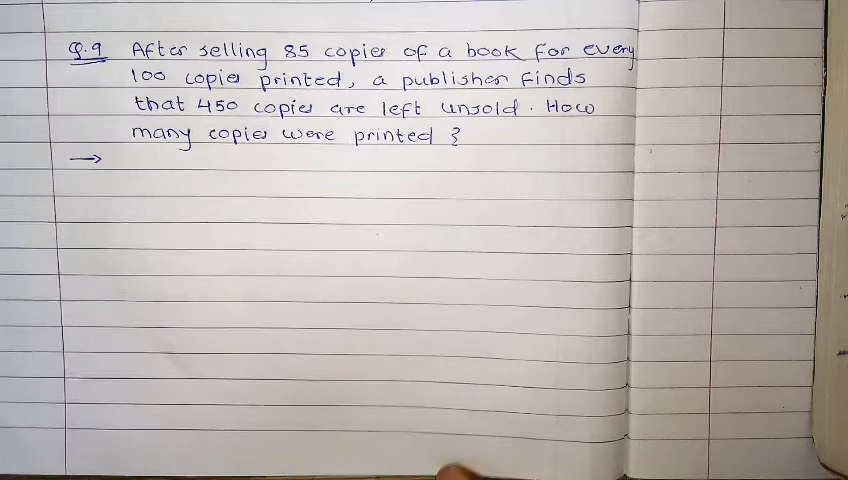 Q.9 After selling 85 copies of a book for every
100 copies printed, a publisher finds
that 450 copies are left unsold. How
many copies were printed ?
→